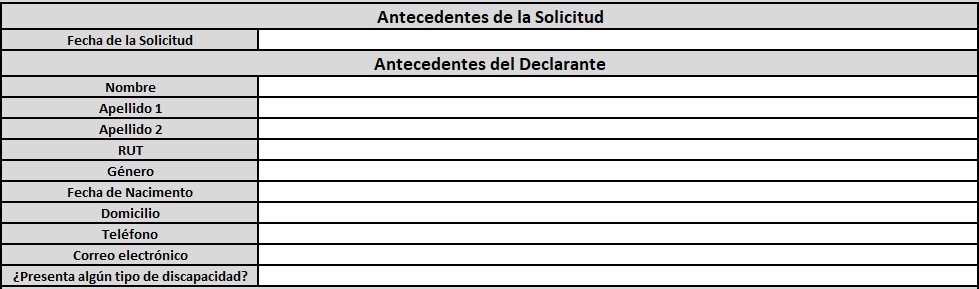 Antecedentes de la Solicitud
Fecha de la Solicitud
Antecedentes del Declarante
Nombre
Apellido 1
Apellido 2
RUT
Género
Fecha de Nacimento
Domicilio
Teléfono
Correo electrónico
¿Presenta algún tipo de discapacidad?